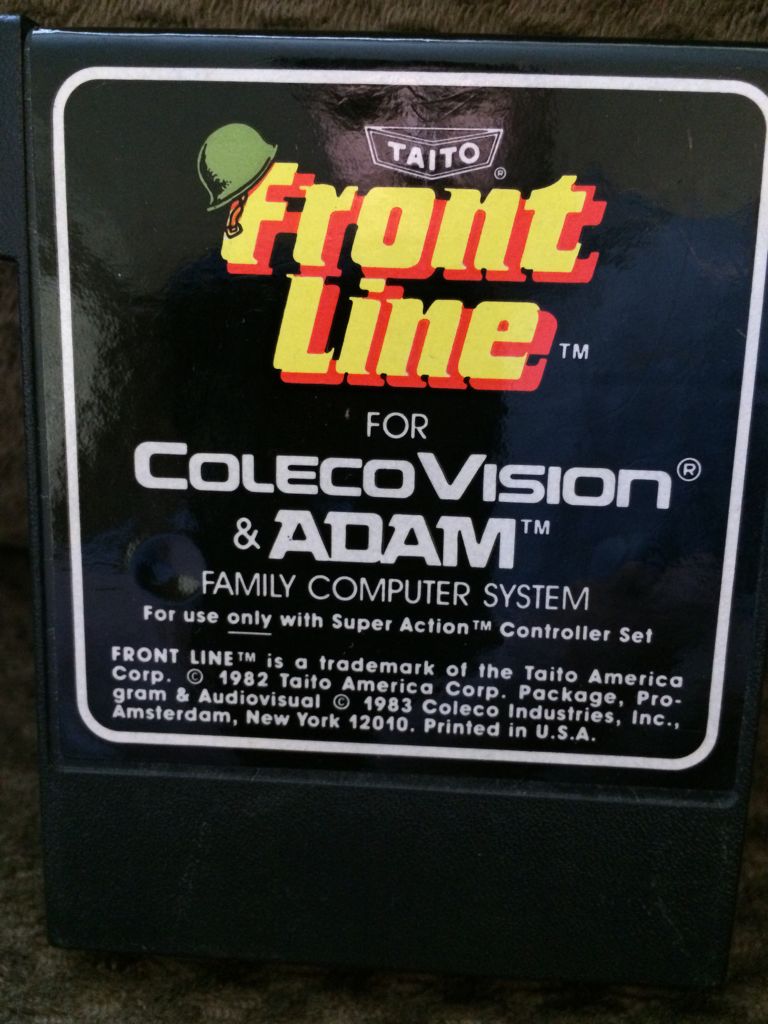 TAITO®
Front
Line™
FOR
COLECOVISION®
& ADAM™
FAMILY COMPUTER SYSTEM
For use only with Super Action™ Controller Set
FRONT LINE™ is a trademark of the Taito America
Corp. © 1982 Taito America Corp. Package, Pro-
gram & Audiovisual © 1983 Coleco Industries, Inc.,
Amsterdam, New York 12010. Printed in U.S.A.